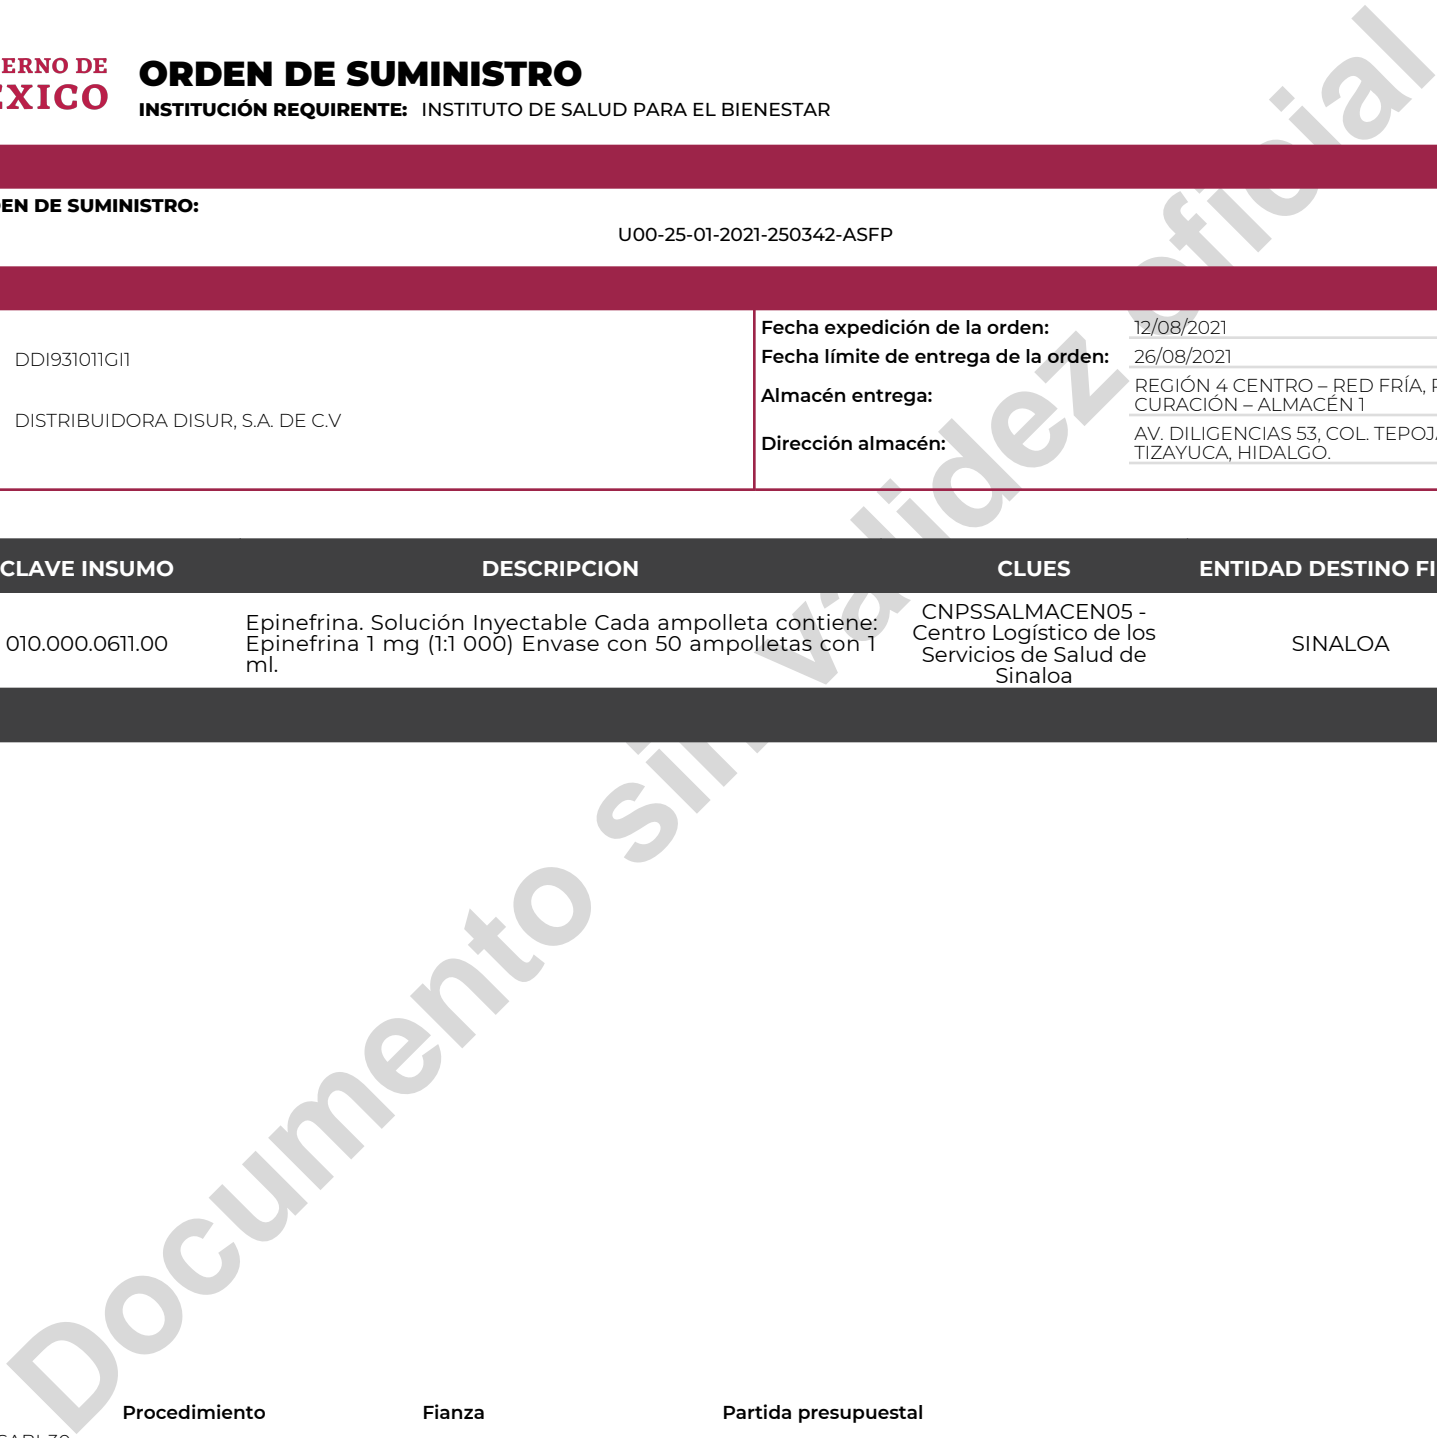 ERNO DE
ÉXICO
ORDEN DE SUMINISTRO
INSTITUCIÓN REQUIRENTE: INSTITUTO DE SALUD PARA EL BIENESTAR
EN DE SUMINISTRO:
U00-25-01-2021-250342-ASFP
DDI931011GI1
DISTRIBUIDORA DISUR, S.A. DE C.V
Fecha expedición de la orden: 12/08/2021
Fecha límite de entrega de la orden: 26/08/2021
Almacén entrega: REGIÓN 4 CENTRO – RED FRÍA,
CURACIÓN – ALMACÉN 1
Dirección almacén: AV. DILIGENCIAS 53, COL. TEPOJA
TIZAYUCA, HIDALGO.
CLAVE INSUMO DESCRIPCION CLUES ENTIDAD DESTINO FI
010.000.0611.00
Epinefrina. Solución Inyectable Cada ampolleta contiene:
Epinefrina 1 mg (1:1 000) Envase con 50 ampolletas con 1
ml.
CNPSSALMACEN05 -
Centro Logístico de los
Servicios de Salud de
Sinaloa
SINALOA
Documento sin validez oficial
Procedimiento Fianza Partida presupuestal